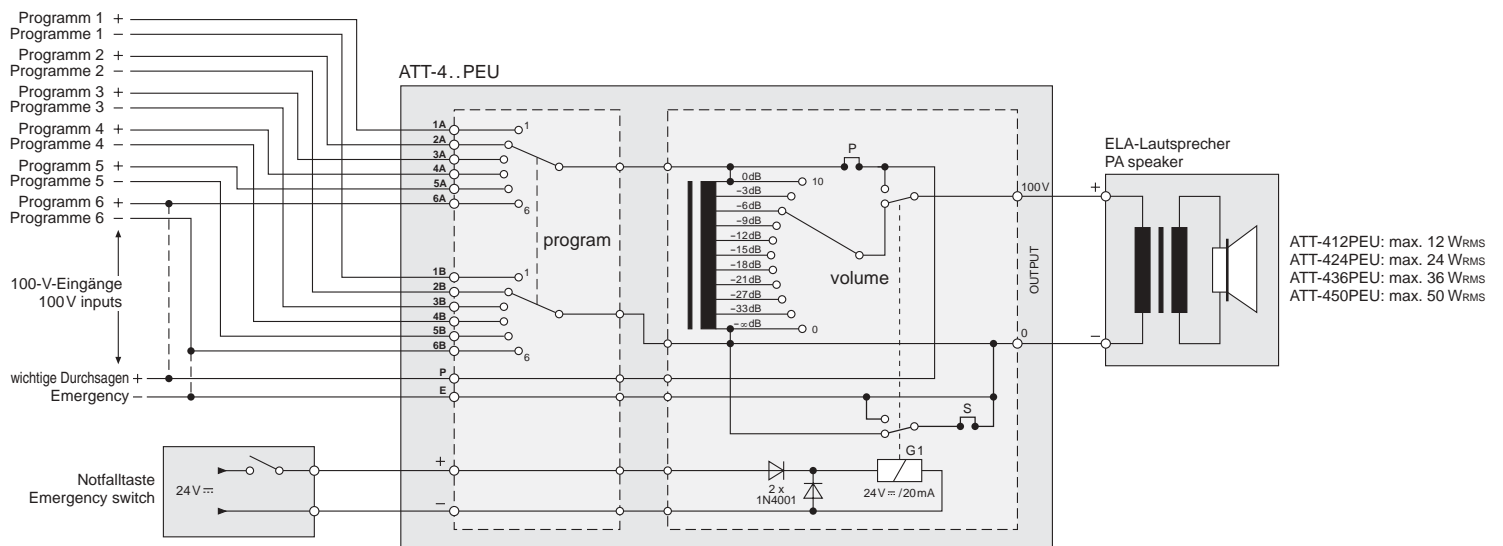 Programm 1 +
Programme 1 −
Programm 2 +
Programme 2 −
Programm 3 +
Programme 3 −
Programm 4 +
Programme 4 −
Programm 5 +
Programme 5 −
Programm 6 +
Programme 6 −
100-V-Eingänge
100 V inputs
wichtige Durchsagen +
Emergency −
Notfalltaste
Emergency switch
24 V ⎓
ATT-4..PEU
1A
2A
3A
4A
5A
6A
1
6
program
1B
2B
3B
4B
5B
6B
1
6
P
E
+
−
P
0dB
−3dB
−6dB
−9dB
−12dB
−15dB
−18dB
−21dB
−27dB
−33dB
−∞dB
10
0
volume
S
2 x
1N4001
G1
24V ⎓ /20mA
100V
OUTPUT
0
ELA-Lautsprecher
PA speaker
+
−
ATT-412PEU: max. 12 WRMS
ATT-424PEU: max. 24 WRMS
ATT-436PEU: max. 36 WRMS
ATT-450PEU: max. 50 WRMS